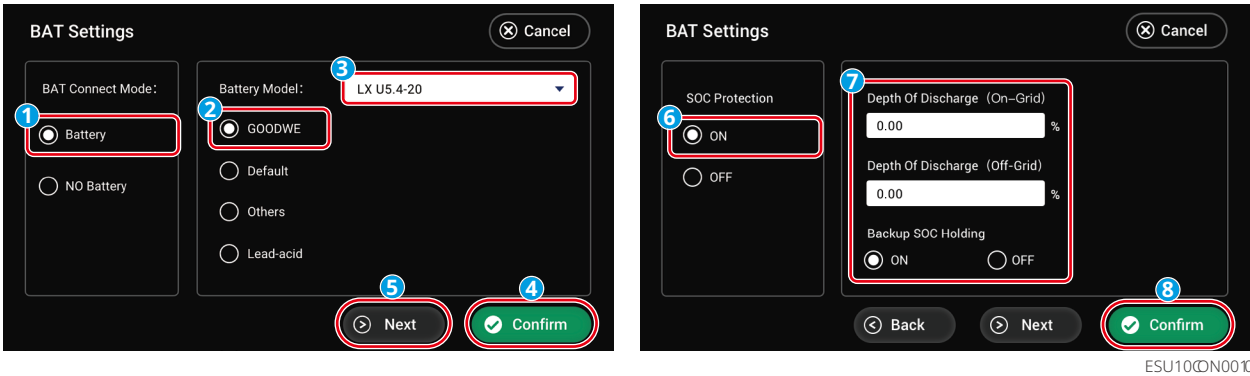 BAT Settings
Cancel
BAT Connect Mode:
1
Battery
NO Battery
Battery Model:
3
LX U5.4-20
2
GOODWE
Default
Others
Lead-acid
5
Next
4
Confirm
BAT Settings
Cancel
SOC Protection
6
ON
OFF
7
Depth Of Discharge (On-Grid)
0.00 %
Depth Of Discharge (Off-Grid)
0.00 %
Backup SOC Holding
ON OFF
Back
Next
8
Confirm